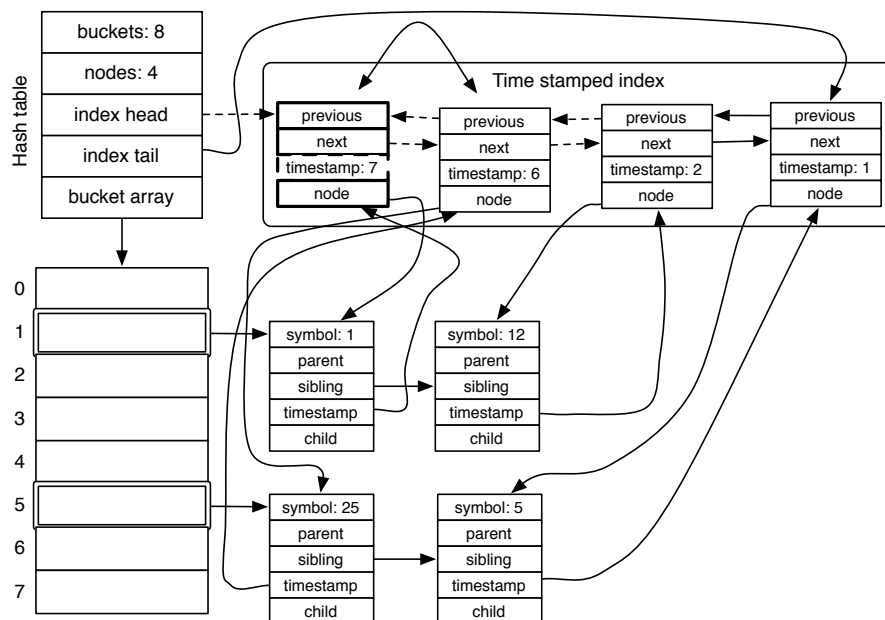 Hash table
buckets: 8
nodes: 4
index head
index tail
bucket array
Time stamped index
previous
next
timestamp: 7
node
previous
next
timestamp: 6
node
previous
next
timestamp: 2
node
previous
next
timestamp: 1
node
0
1
2
3
4
5
6
7
symbol: 1
parent
sibling
timestamp
child
symbol: 12
parent
sibling
timestamp
child
symbol: 25
parent
sibling
timestamp
child
symbol: 5
parent
sibling
timestamp
child